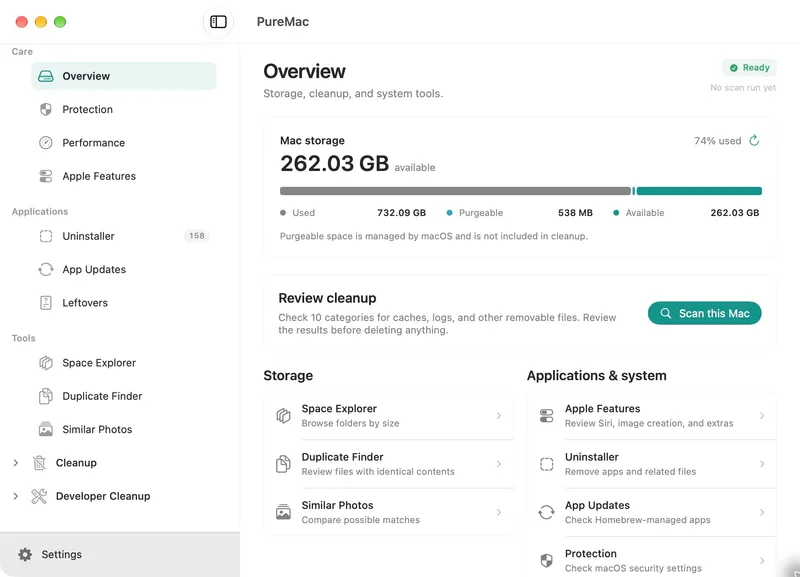 PureMac
Care
Overview
Protection
Performance
Apple Features
Applications
Uninstaller 158
App Updates
Leftovers
Tools
Space Explorer
Duplicate Finder
Similar Photos
Cleanup
Developer Cleanup
Settings
Overview
Storage, cleanup, and system tools.
Ready
No scan run yet
Mac storage
74% used
262.03 GB available
Used 732.09 GB Purgeable 538 MB Available 262.03 GB
Purgeable space is managed by macOS and is not included in cleanup.
Review cleanup
Check 10 categories for caches, logs, and other removable files. Review
the results before deleting anything.
Scan this Mac
Storage
Space Explorer
Browse folders by size
Duplicate Finder
Review files with identical contents
Similar Photos
Compare possible matches
Applications & system
Apple Features
Review Siri, image creation, and extras
Uninstaller
Remove apps and related files
App Updates
Check Homebrew-managed apps
Protection
Check macOS security settings